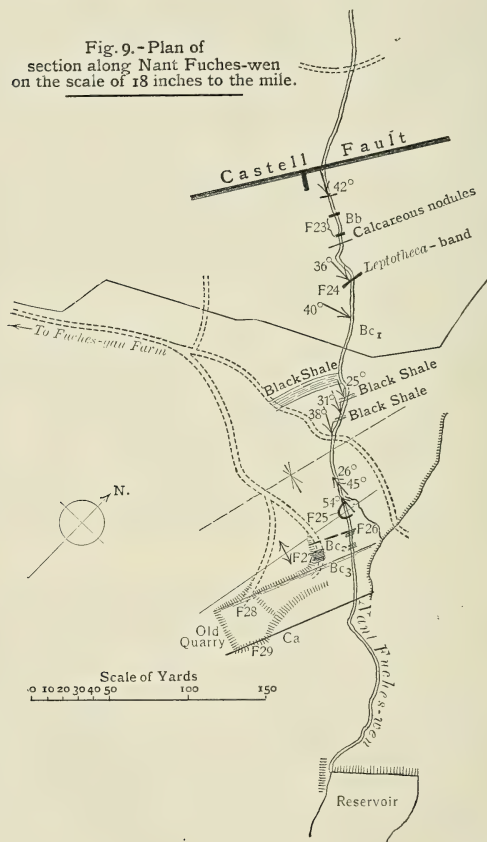 Fig. 9.-Plan of
section along Nant Fuches-wen
on the scale of 18 inches to the mile.
Castell Fault
42°
Bb
F23
Calcareous nodules
36°
Leptotheca-band
F24
40°
Bc1
To Fuches-gau Farm
Black Shale
25°
Black Shale
31°
38°
Black Shale
26°
45°
N.
54°
F25
F26
Bc2
F27
Bc3
F28
Old
Quarry
Ca
F29
Nant Fuches-wen
Scale of Yards
0 10 20 30 40 50 100 150
Reservoir